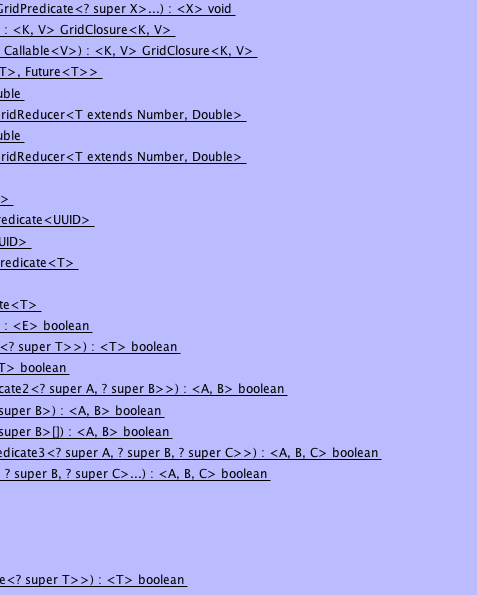 GridPredicate<? super X>...) : <X> void
: <K, V> GridClosure<K, V>
Callable<V>) : <K, V> GridClosure<K, V>
T>, Future<T>>
uble
ridReducer<T extends Number, Double>
uble
ridReducer<T extends Number, Double>
>
redicate<UUID>
UID>
redicate<T>
te<T>
: <E> boolean
<? super T>>) : <T> boolean
T> boolean
cate2<? super A, ? super B>>) : <A, B> boolean
super B>) : <A, B> boolean
super B>[]) : <A, B> boolean
edicate3<? super A, ? super B, ? super C>>) : <A, B, C> boolean
? super B, ? super C>...) : <A, B, C> boolean
e<? super T>>) : <T> boolean